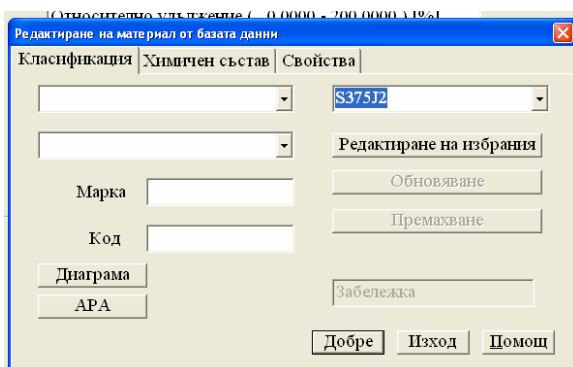 Относително удължение ( 0.0000 - 200.0000 ) [%]
Редактиране на материал от базата данни
Класификация Химичен състав Свойства
S375J2
Редактиране на избрания
Марка
Обновяване
Код
Премахване
Диаграма
АРА
Забележка
Добре Изход Помощ